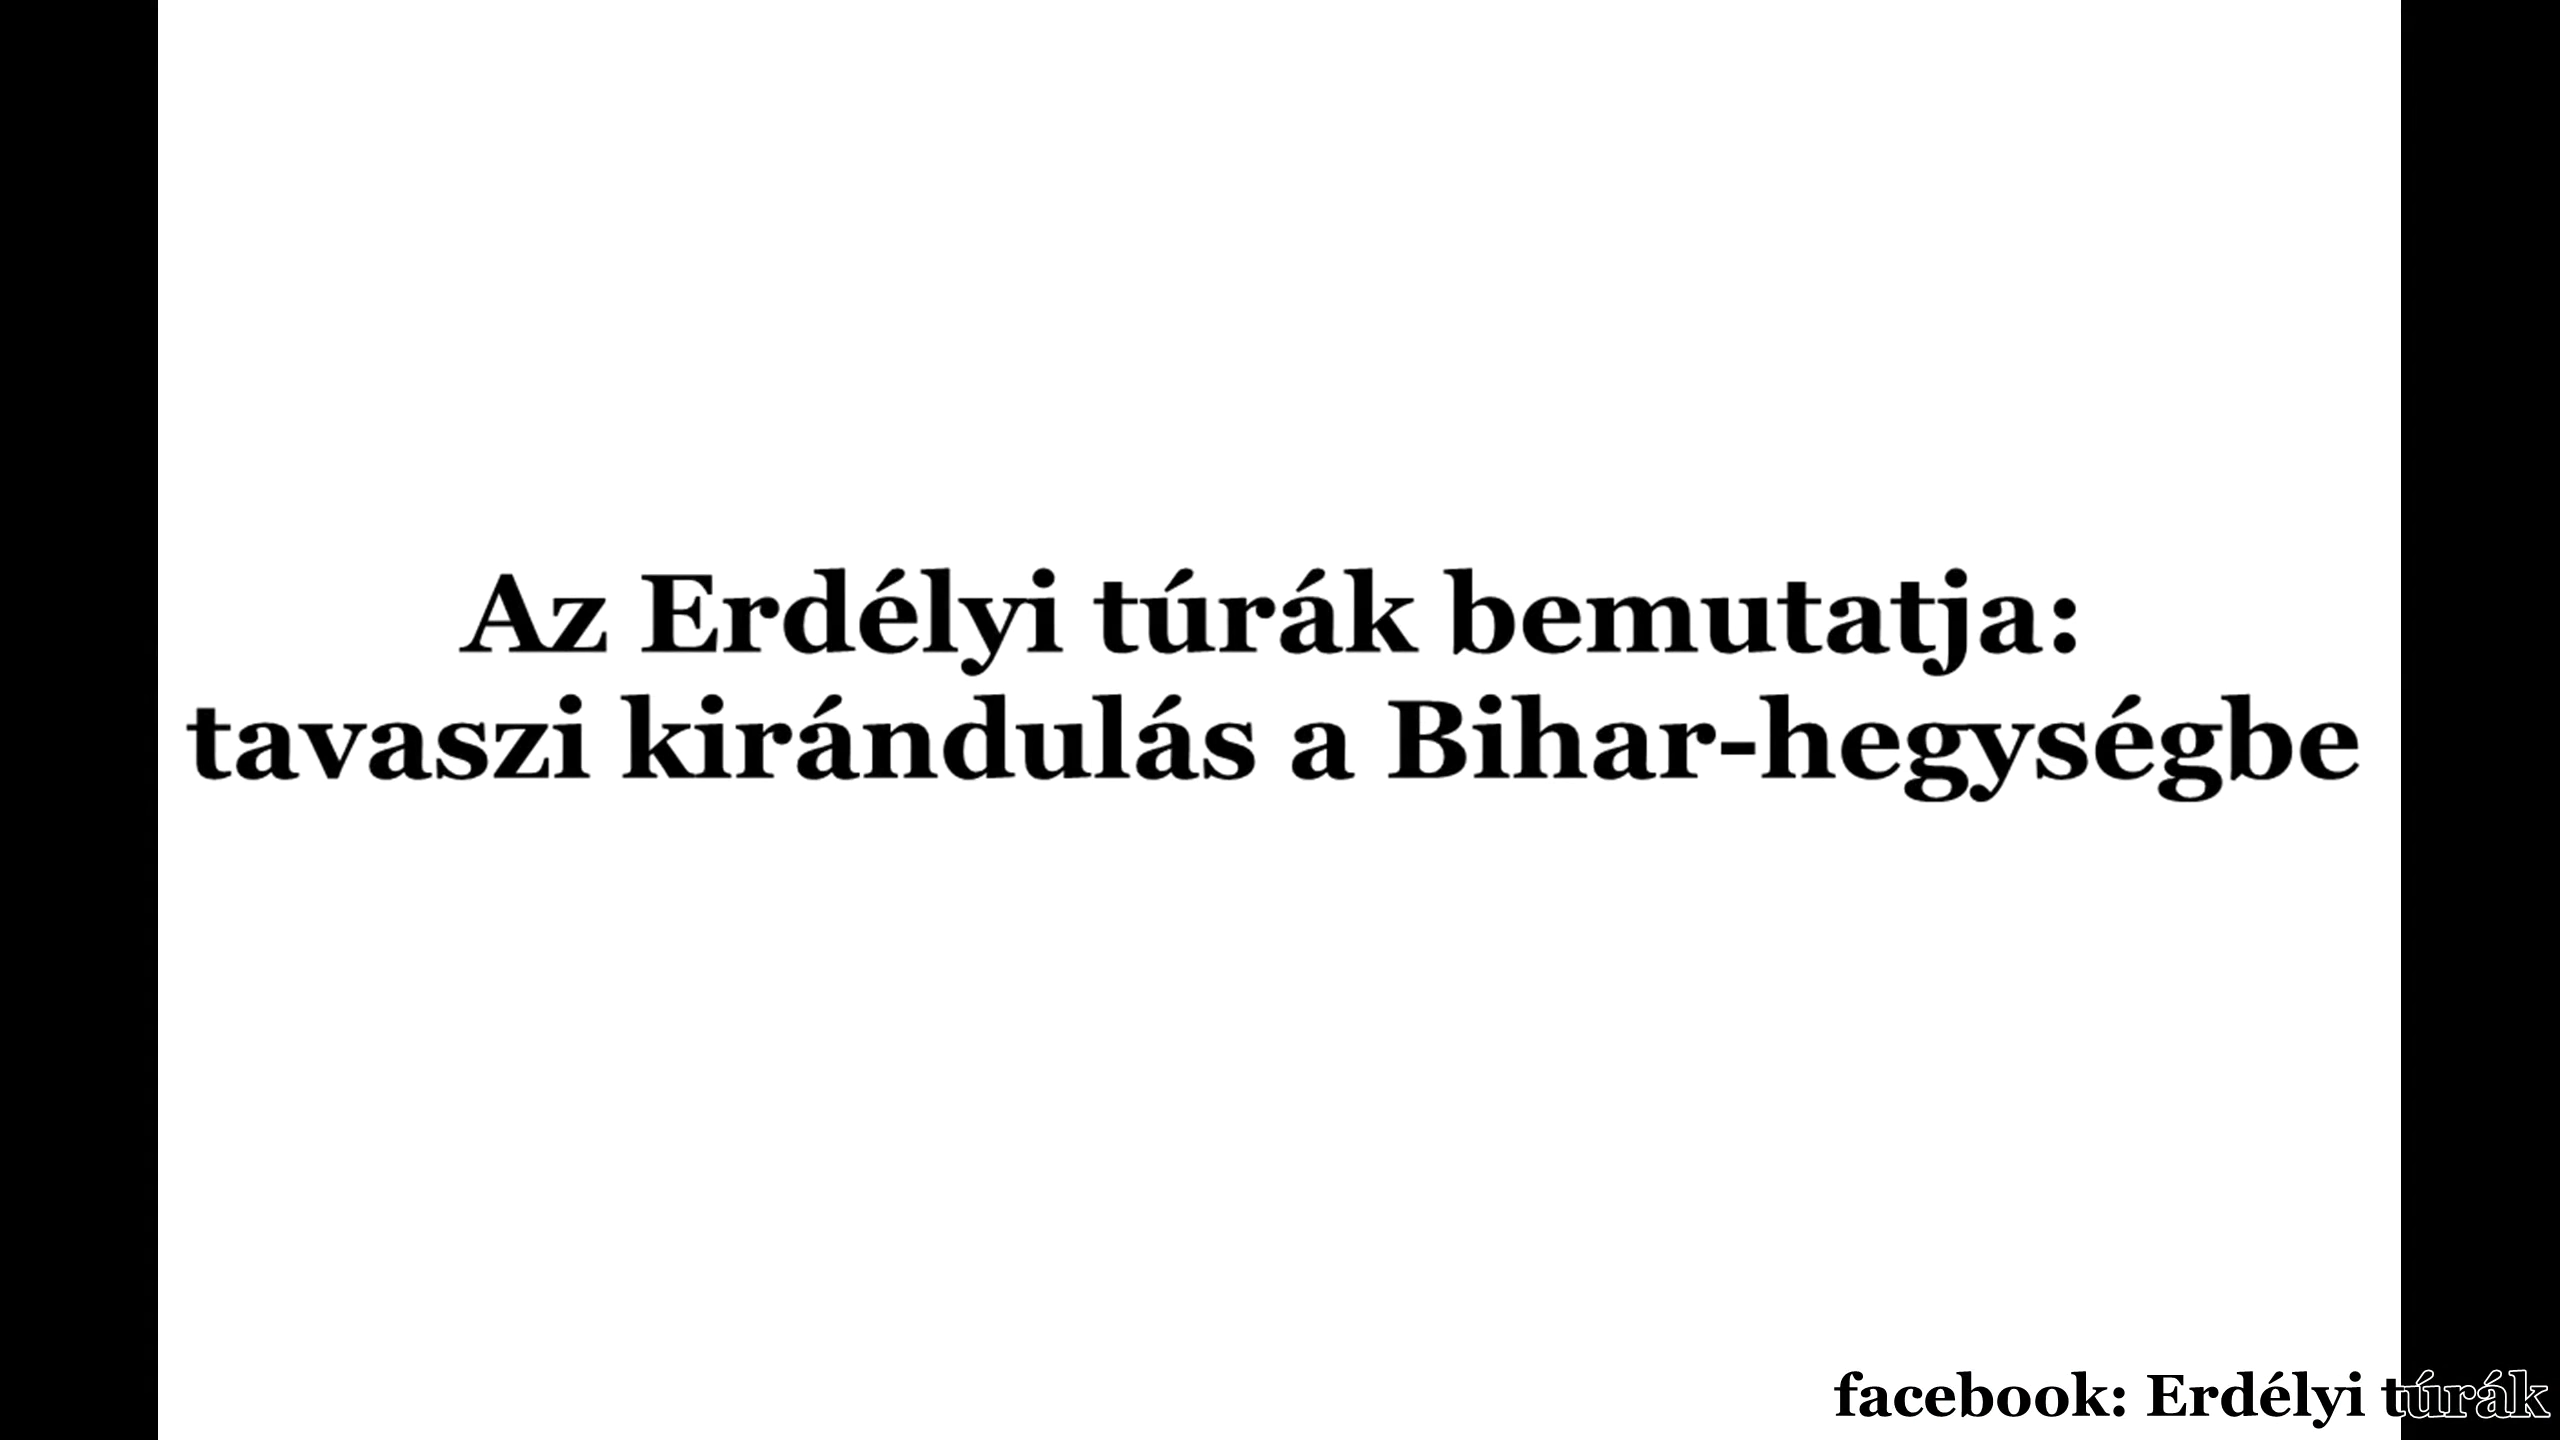 Az Erdélyi túrák bemutatja:
tavaszi kirándulás a Bihar-hegységbe
facebook: Erdélyi túrák